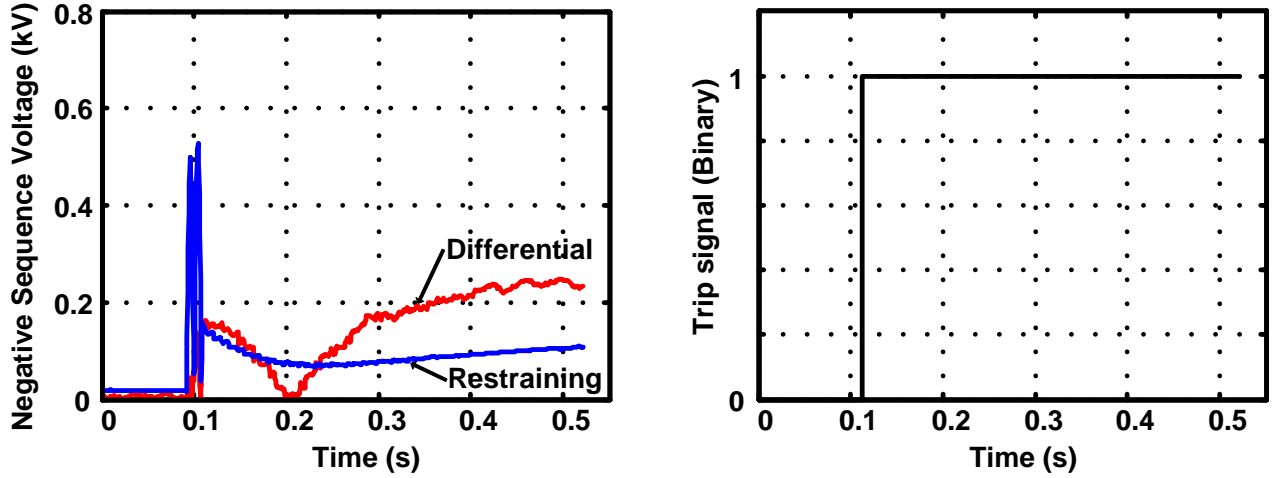 Negative Sequence Voltage (kV)
0.8
0.6
0.4
0.2
0
Differential
Restraining
0 0.1 0.2 0.3 0.4 0.5
Time (s)
Trip signal (Binary)
1
0
0 0.1 0.2 0.3 0.4 0.5
Time (s)